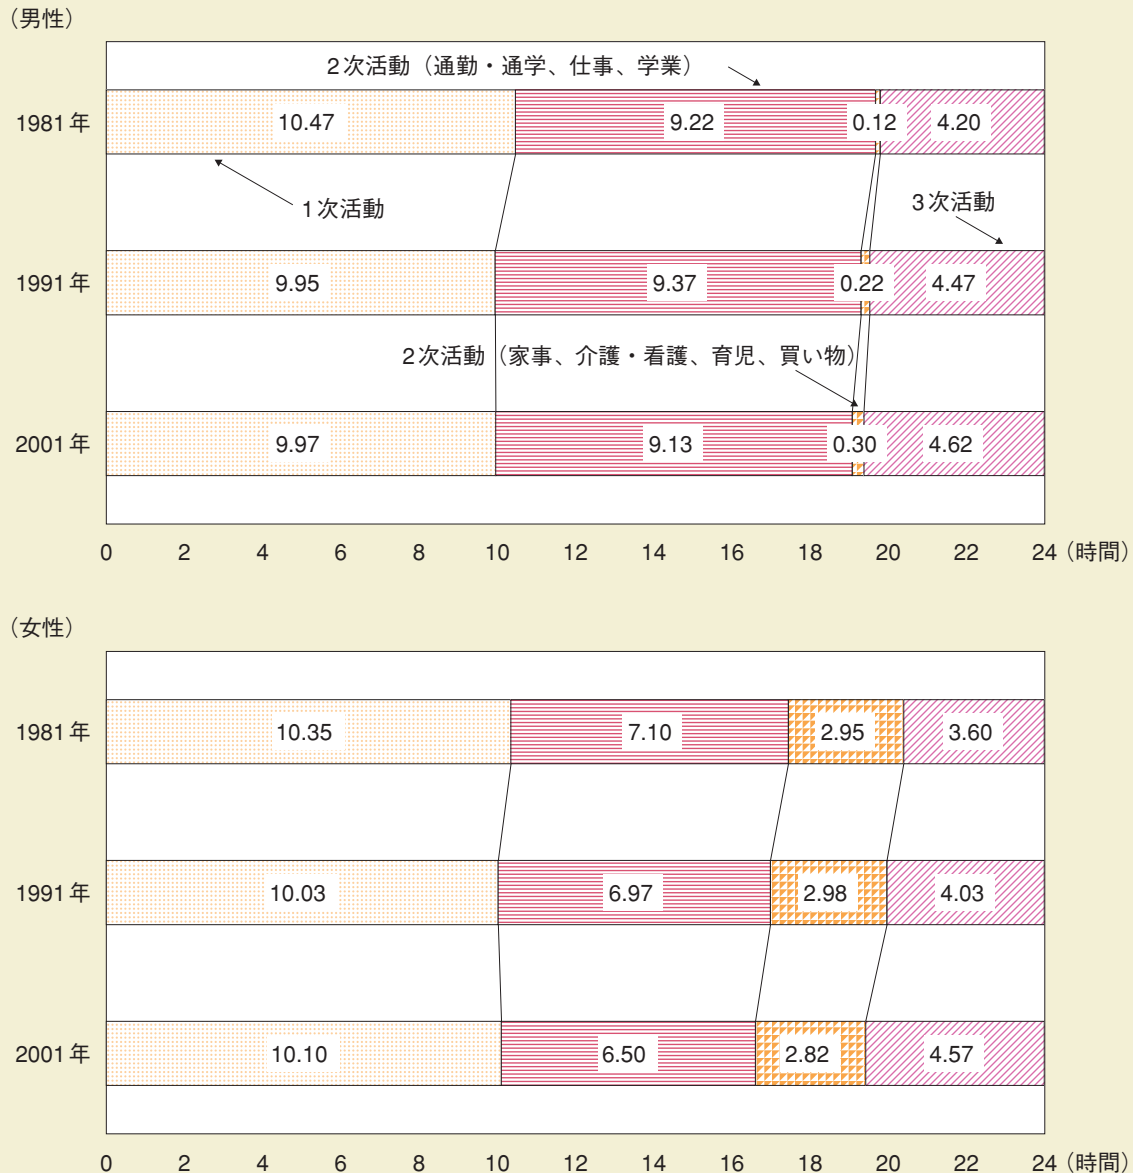 （男性）
2次活動（通勤・通学、仕事、学業）
1981年 10.47 9.22 0.12 4.20
1次活動
3次活動
1991年 9.95 9.37 0.22 4.47
2次活動（家事、介護・看護、育児、買い物）
2001年 9.97 9.13 0.30 4.62
0 2 4 6 8 10 12 14 16 18 20 22 24（時間）
（女性）
1981年 10.35 7.10 2.95 3.60
1991年 10.03 6.97 2.98 4.03
2001年 10.10 6.50 2.82 4.57
0 2 4 6 8 10 12 14 16 18 20 22 24（時間）